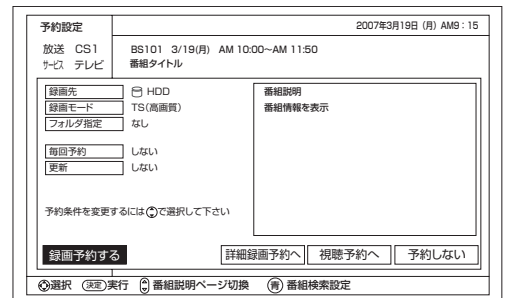 予約設定 2007年3月19日（月）AM9：15
放送 CS1 BS101 3/19(月) AM 10:00~AM 11:50
サービス テレビ 番組タイトル
録画先 HDD 番組説明
録画モード TS(高画質) 番組情報を表示
フォルダ指定 なし
毎回予約 しない
更新 しない
予約条件を変更するには で選択して下さい
録画予約する 詳細録画予約へ 視聴予約へ 予約しない
選択 決定 実行 番組説明ページ切換 青 番組検索設定